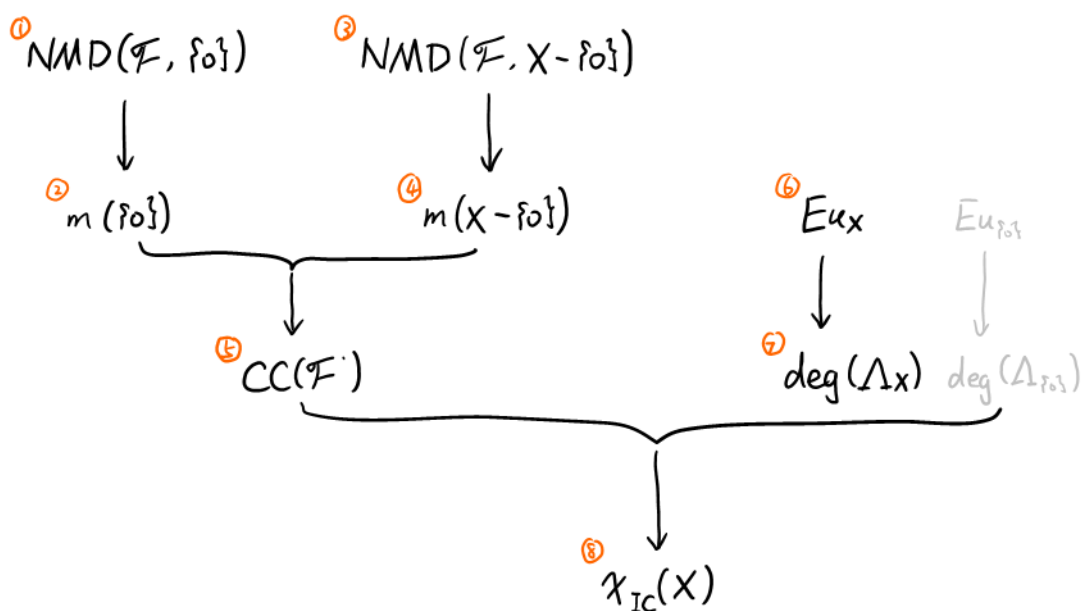 ① NMD(ℱ, {0}) ③ NMD(ℱ, X-{0})
② m({0}) ④ m(X-{0}) ⑥ Eu_X Eu_{0}
⑤ CC(ℱ˙) ⑦ deg(Λ_X) deg(Λ_{0})
⑧ χ_IC(X)